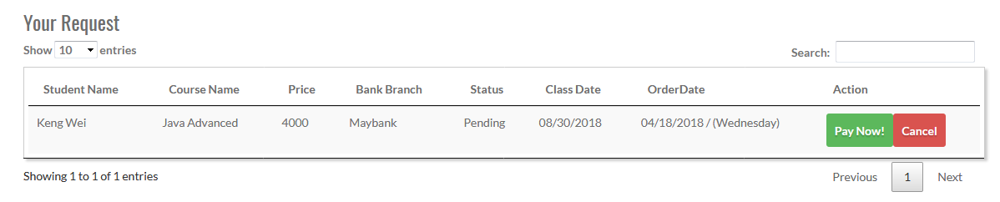 Your Request
Show 10 entries
Search:
Student Name Course Name Price Bank Branch Status Class Date OrderDate Action
Keng Wei Java Advanced 4000 Maybank Pending 08/30/2018 04/18/2018 / (Wednesday) Pay Now! Cancel
Showing 1 to 1 of 1 entries
Previous 1 Next